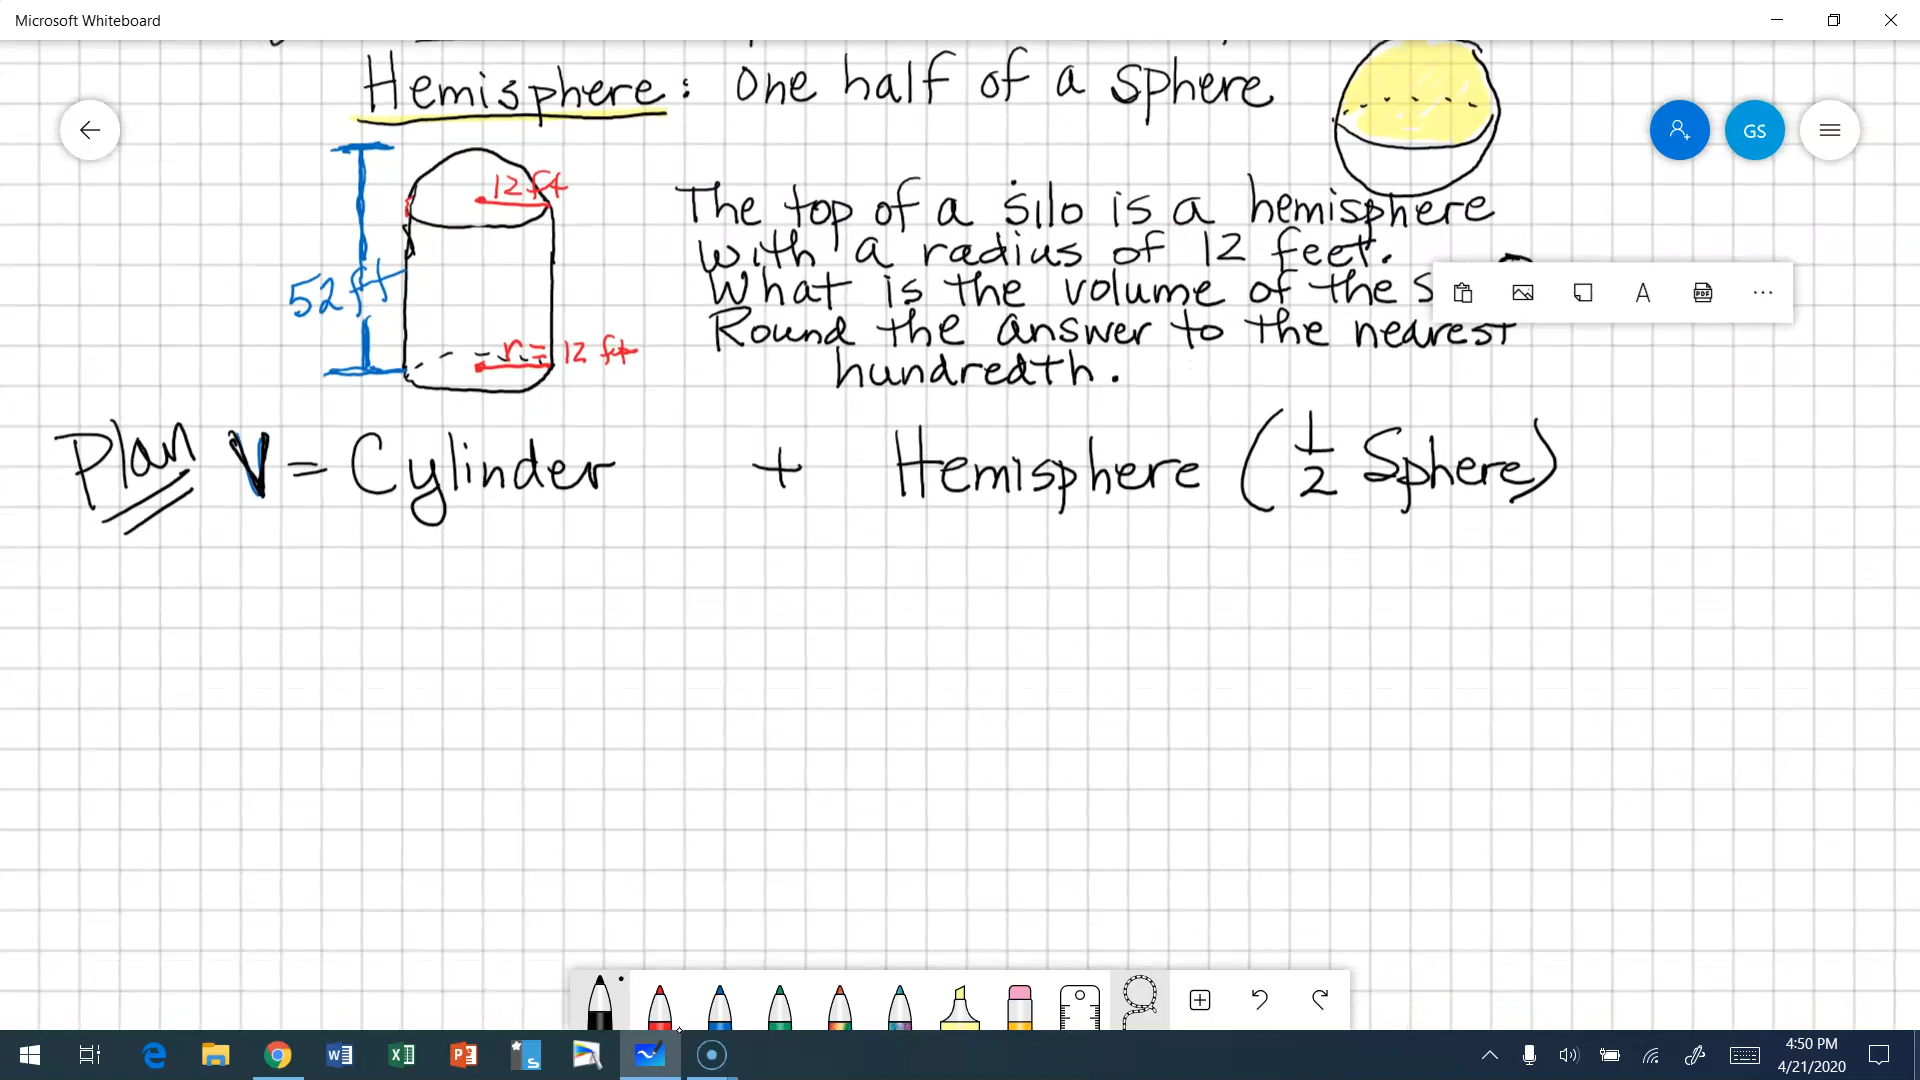 Microsoft Whiteboard
Hemisphere: one half of a sphere
GS
12 ft
The top of a silo is a hemisphere
with a radius of 12 feet.
52 ft
What is the volume of the s
Round the answer to the nearest
r = 12 ft
hundredth.
Plan V = Cylinder + Hemisphere (1/2 Sphere)
4:50 PM
4/21/2020